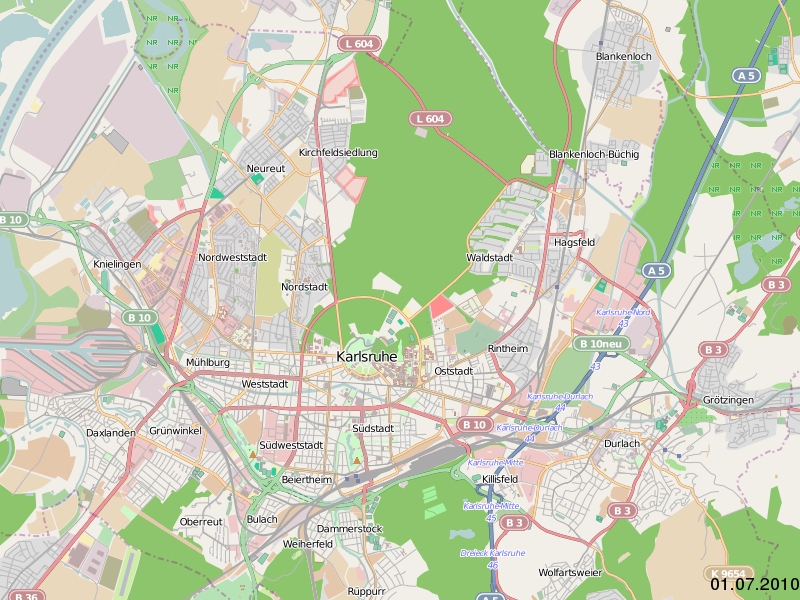 L 604
Blankenloch
A 5
NR NR
NR NR
NR NR
NR
L 604
Kirchfeldsiedlung
Blankenloch-Büchig
Neureut
NR NR NR
NR NR NR
NR NR NR
B 10
Hagsfeld
Nordweststadt
Waldstadt
Knielingen
A 5
Nordstadt
B 3
B 10
Karlsruhe-Nord
43
B 10neu
Rintheim
B 3
Karlsruhe
Mühlburg
43
Oststadt
Weststadt
Karlsruhe-Durlach
44
Grötzingen
B 10
Südstadt
Karlsruhe-Durlach
44
Daxlanden
Grünwinkel
Durlach
Südweststadt
Karlsruhe-Mitte
Beiertheim
Killisfeld
Karlsruhe-Mitte
45
B 3
Oberreut
Bulach
B 3
Dammerstock
Weiherfeld
Dreieck Karlsruhe
46
Wolfartsweier
K 9654
01.07.2010
Rüppurr
B 36
A 5